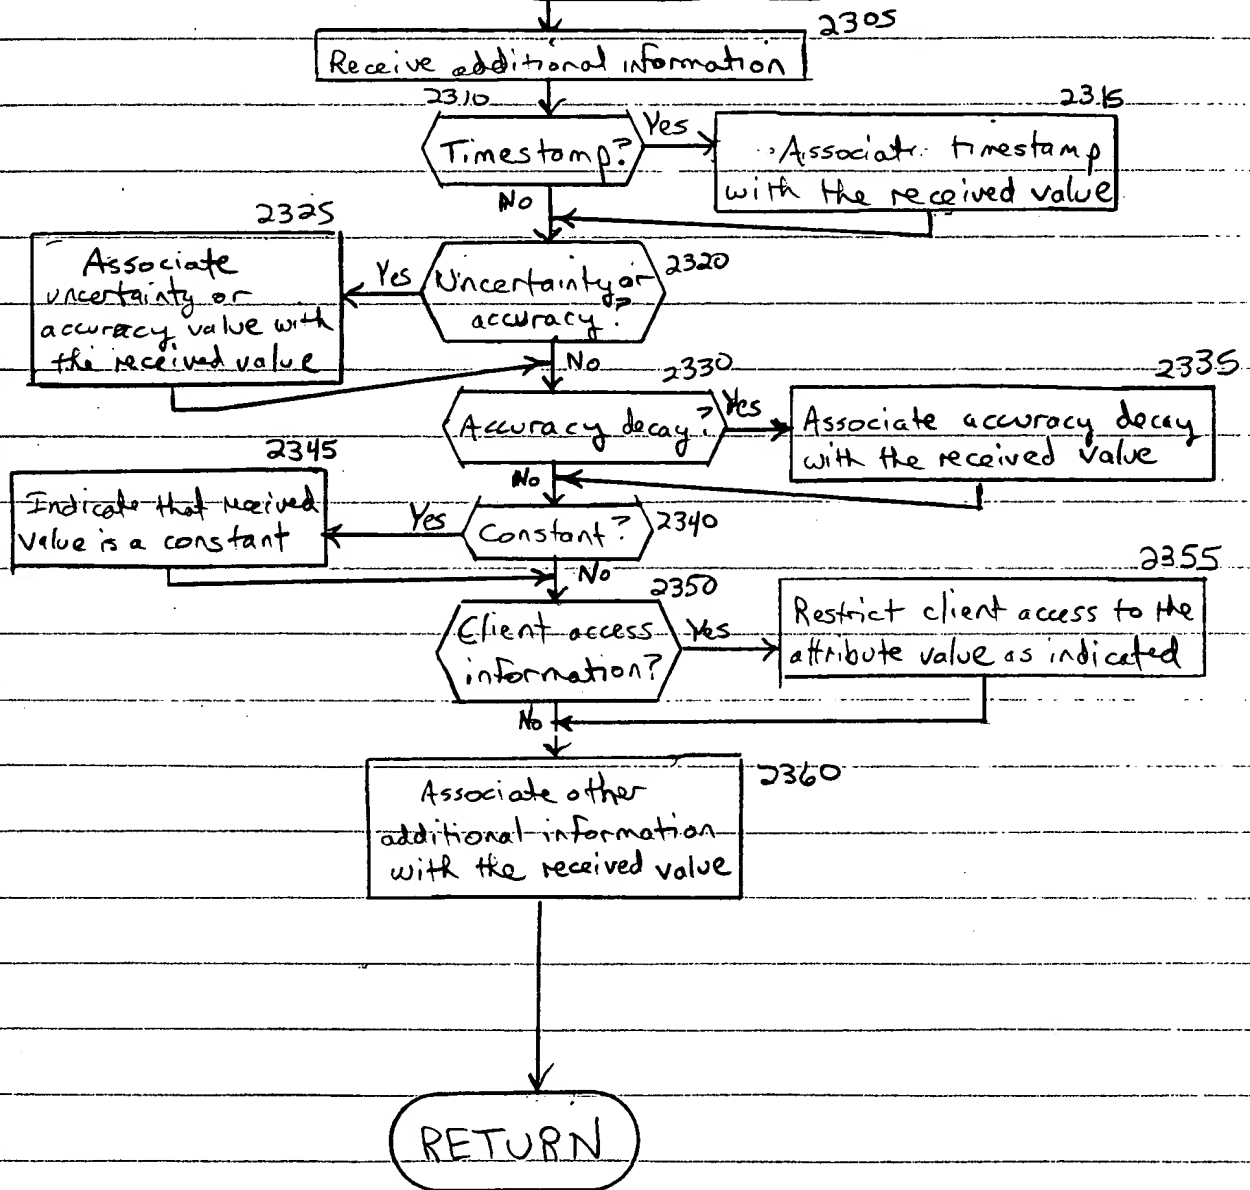 2305
Receive additional information
2310
Timestamp?
Yes
2315
Associate timestamp
with the received value
No
2325
Associate
uncertainty or
accuracy value with
the received value
Yes
Uncertainty or
accuracy?
2320
No
2330
Accuracy decay?
Yes
2335
Associate accuracy decay
with the received value
No
2345
Indicate that received
value is a constant
Yes
Constant?
2340
No
2350
Client access
information?
Yes
2355
Restrict client access to the
attribute value as indicated
No
2360
Associate other
additional information
with the received value
RETURN